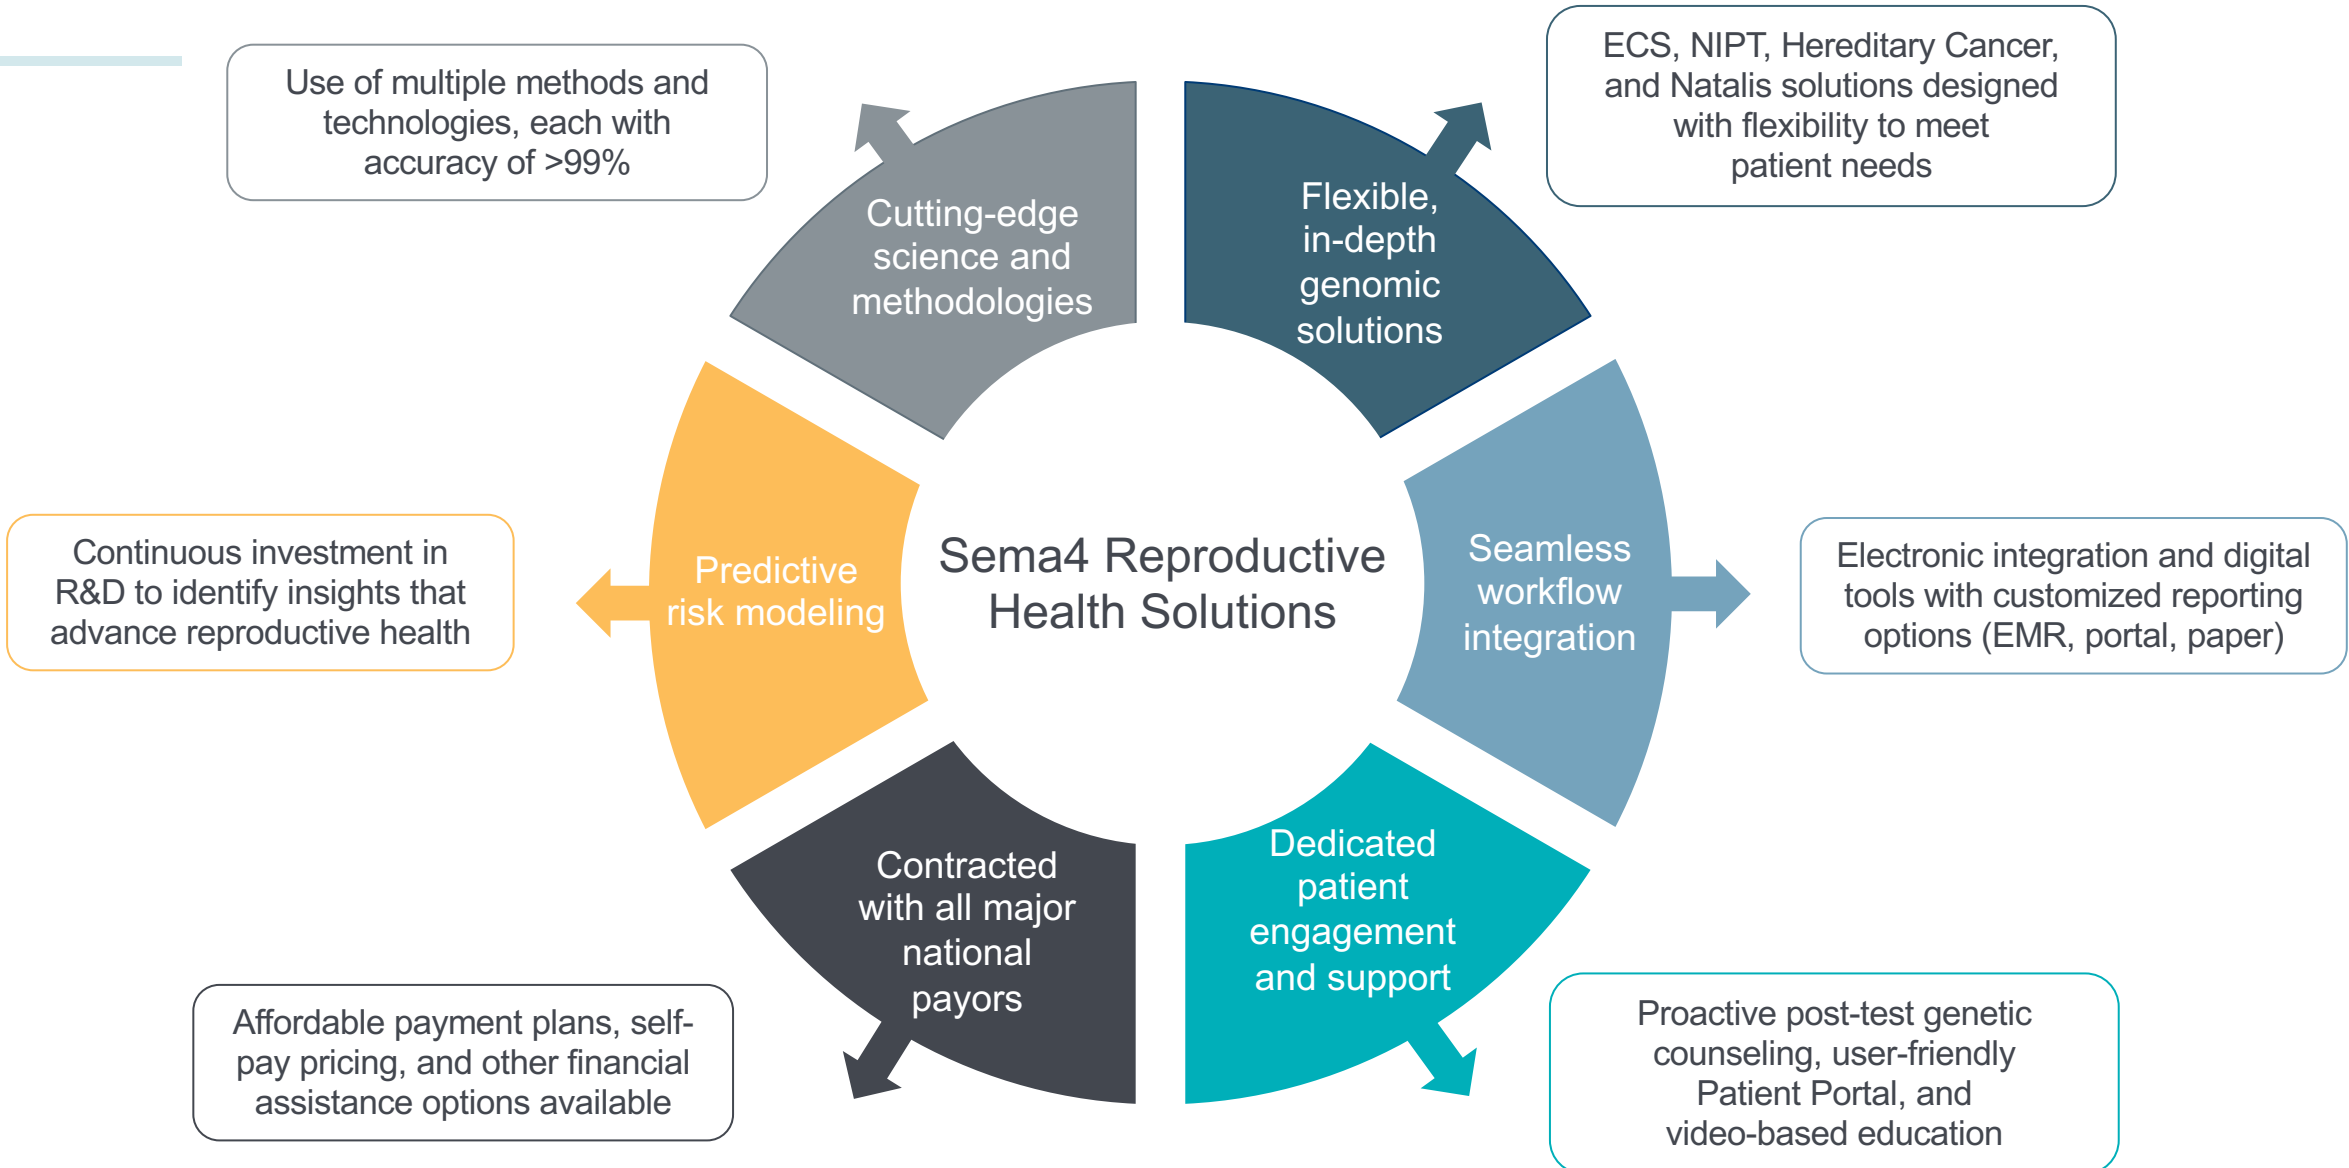 Use of multiple methods and
technologies, each with
accuracy of >99%
ECS, NIPT, Hereditary Cancer,
and Natalis solutions designed
with flexibility to meet
patient needs
Cutting-edge
science and
methodologies
Flexible,
in-depth
genomic
solutions
Continuous investment in
R&D to identify insights that
advance reproductive health
Predictive
risk modeling
Sema4 Reproductive
Health Solutions
Seamless
workflow
integration
Electronic integration and digital
tools with customized reporting
options (EMR, portal, paper)
Contracted
with all major
national
payors
Dedicated
patient
engagement
and support
Affordable payment plans, self-
pay pricing, and other financial
assistance options available
Proactive post-test genetic
counseling, user-friendly
Patient Portal, and
video-based education